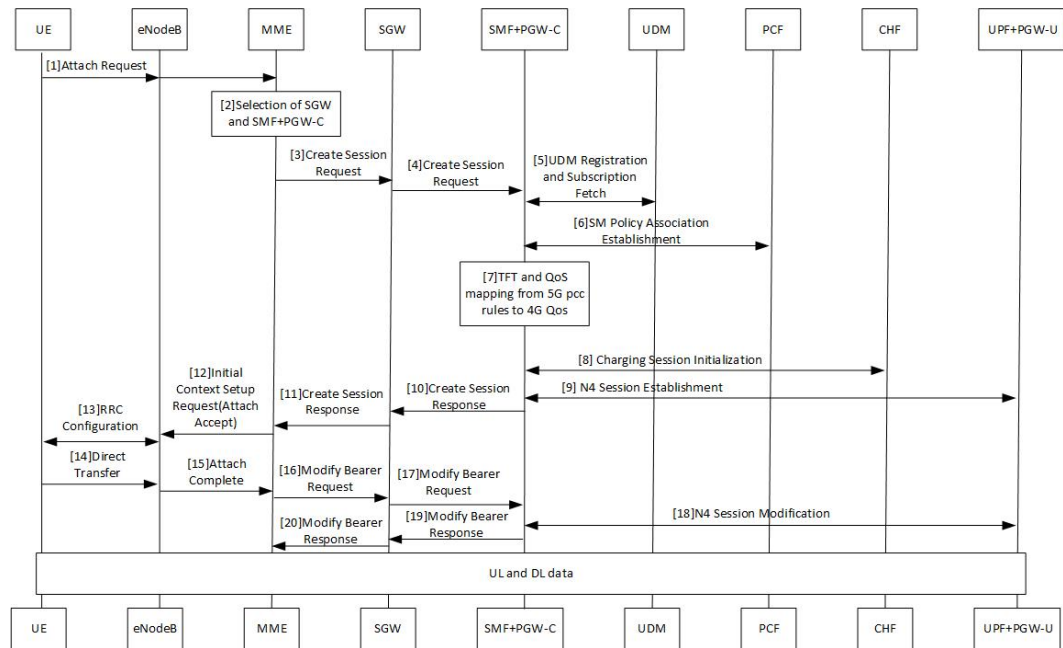 UE
eNodeB
MME
SGW
SMF+PGW-C
UDM
PCF
CHF
UPF+PGW-U
[1]Attach Request
[2]Selection of SGW
and SMF+PGW-C
[3]Create Session
Request
[4]Create Session
Request
[5]UDM Registration
and Subscription
Fetch
[6]SM Policy Association
Establishment
[7]TFT and QoS
mapping from 5G pcc
rules to 4G Qos
[8] Charging Session Initialization
[9] N4 Session Establishment
[10]Create Session
Response
[11]Create Session
Response
[12]Initial
Context Setup
Request(Attach
Accept)
[13]RRC
Configuration
[14]Direct
Transfer
[15]Attach
Complete
[16]Modify Bearer
Request
[17]Modify Bearer
Request
[18]N4 Session Modification
[19]Modify Bearer
Response
[20]Modify Bearer
Response
UL and DL data
UE
eNodeB
MME
SGW
SMF+PGW-C
UDM
PCF
CHF
UPF+PGW-U